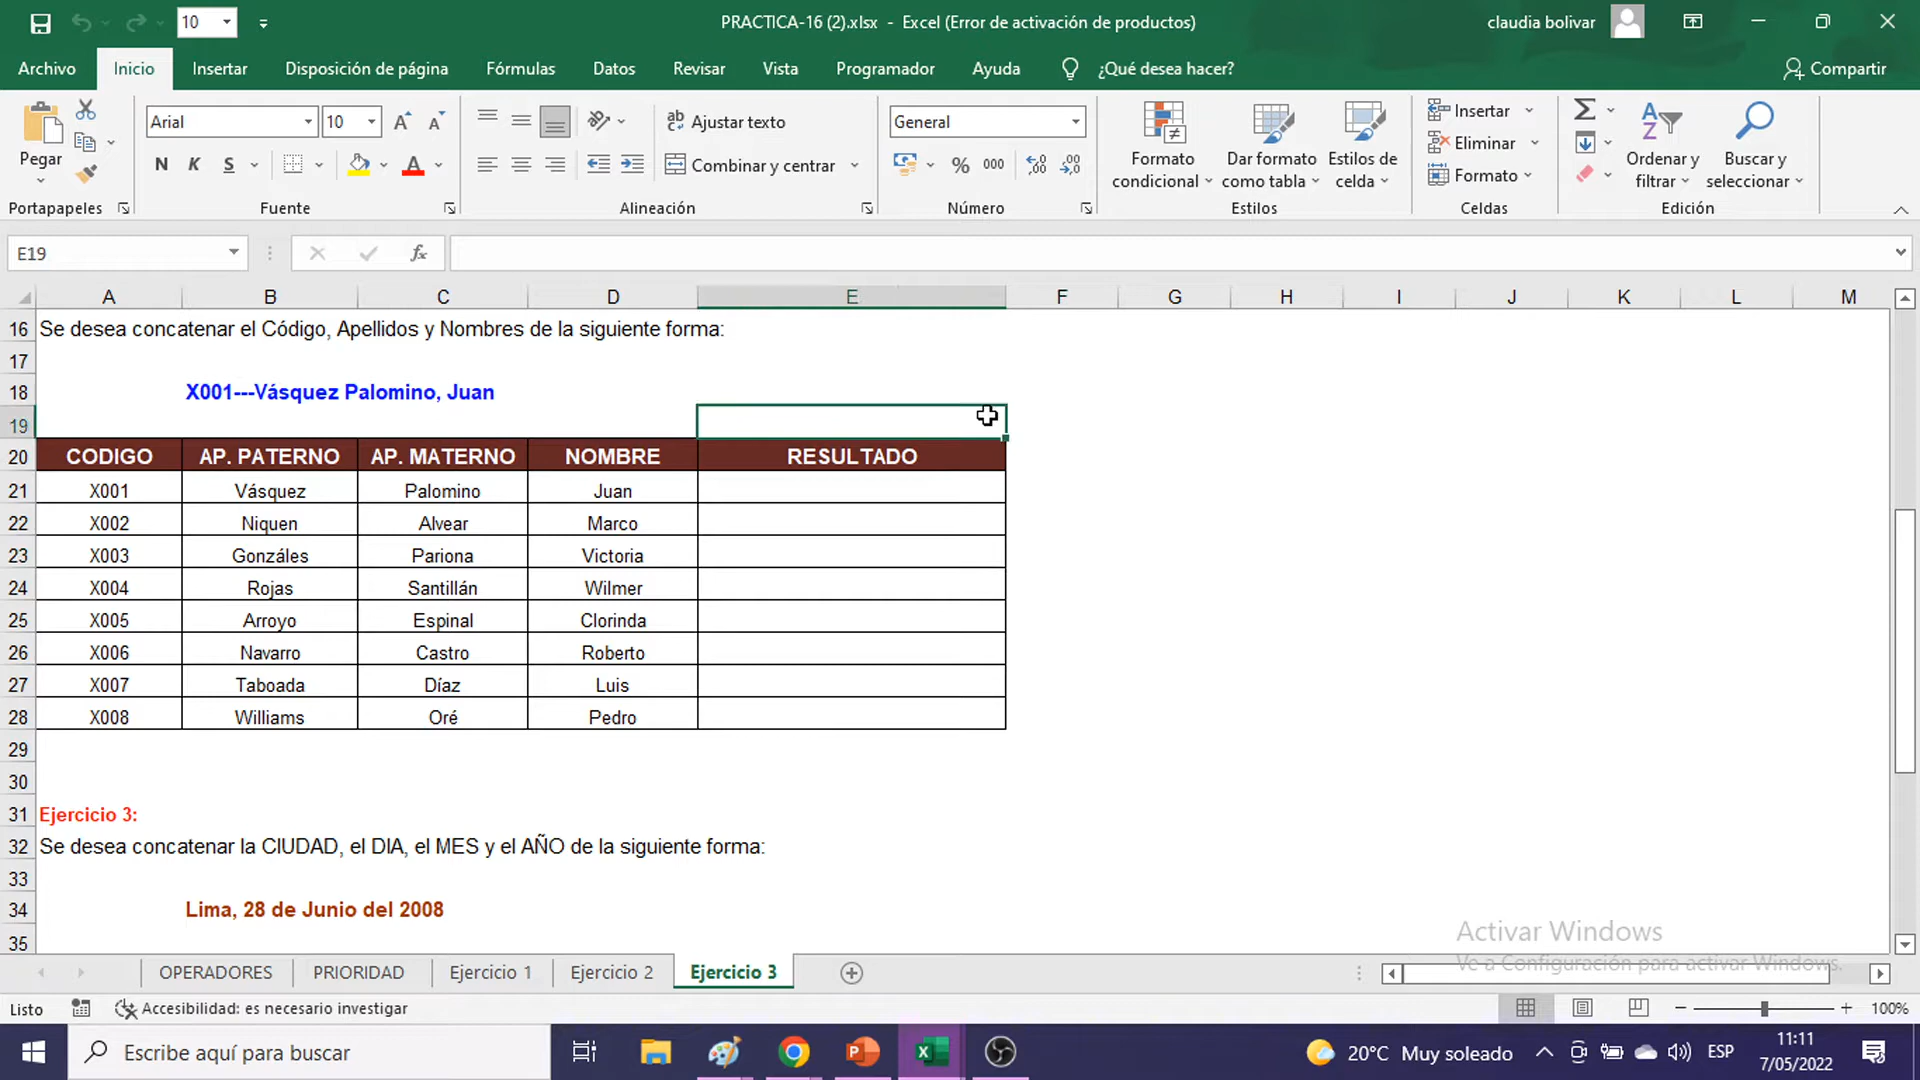 10
PRACTICA-16 (2).xlsx - Excel (Error de activación de productos)
claudia bolivar
Archivo Inicio Insertar Disposición de página Fórmulas Datos Revisar Vista Programador Ayuda ¿Qué desea hacer? Compartir
Pegar
Arial 10
N K S
Ajustar texto
Combinar y centrar
General
% 000
Formato condicional
Dar formato como tabla
Estilos de celda
Insertar
Eliminar
Formato
Ordenar y filtrar
Buscar y seleccionar
Portapapeles Fuente Alineación Número Estilos Celdas Edición
E19 fx
A B C D E F G H I J K L M
16 Se desea concatenar el Código, Apellidos y Nombres de la siguiente forma:
17
18 X001---Vásquez Palomino, Juan
19
20 CODIGO AP. PATERNO AP. MATERNO NOMBRE RESULTADO
21 X001 Vásquez Palomino Juan
22 X002 Niquen Alvear Marco
23 X003 Gonzáles Pariona Victoria
24 X004 Rojas Santillán Wilmer
25 X005 Arroyo Espinal Clorinda
26 X006 Navarro Castro Roberto
27 X007 Taboada Díaz Luis
28 X008 Williams Oré Pedro
29
30
31 Ejercicio 3:
32 Se desea concatenar la CIUDAD, el DIA, el MES y el AÑO de la siguiente forma:
33
34 Lima, 28 de Junio del 2008
35
Activar Windows
Ve a Configuración para activar Windows.
OPERADORES PRIORIDAD Ejercicio 1 Ejercicio 2 Ejercicio 3
Listo Accesibilidad: es necesario investigar 100%
Escribe aquí para buscar
20°C Muy soleado ESP
11:11
7/05/2022